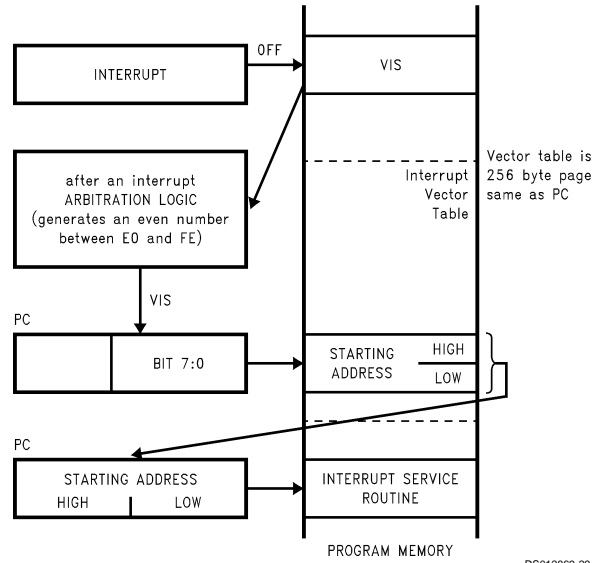 OFF
INTERRUPT
VIS
after an interrupt
ARBITRATION LOGIC
(generates an even number
between E0 and FE)
Interrupt
Vector
Table
Vector table is
256 byte page
same as PC
VIS
PC
BIT 7:0
STARTING
ADDRESS
HIGH
LOW
PC
STARTING ADDRESS
HIGH
LOW
INTERRUPT SERVICE
ROUTINE
PROGRAM MEMORY